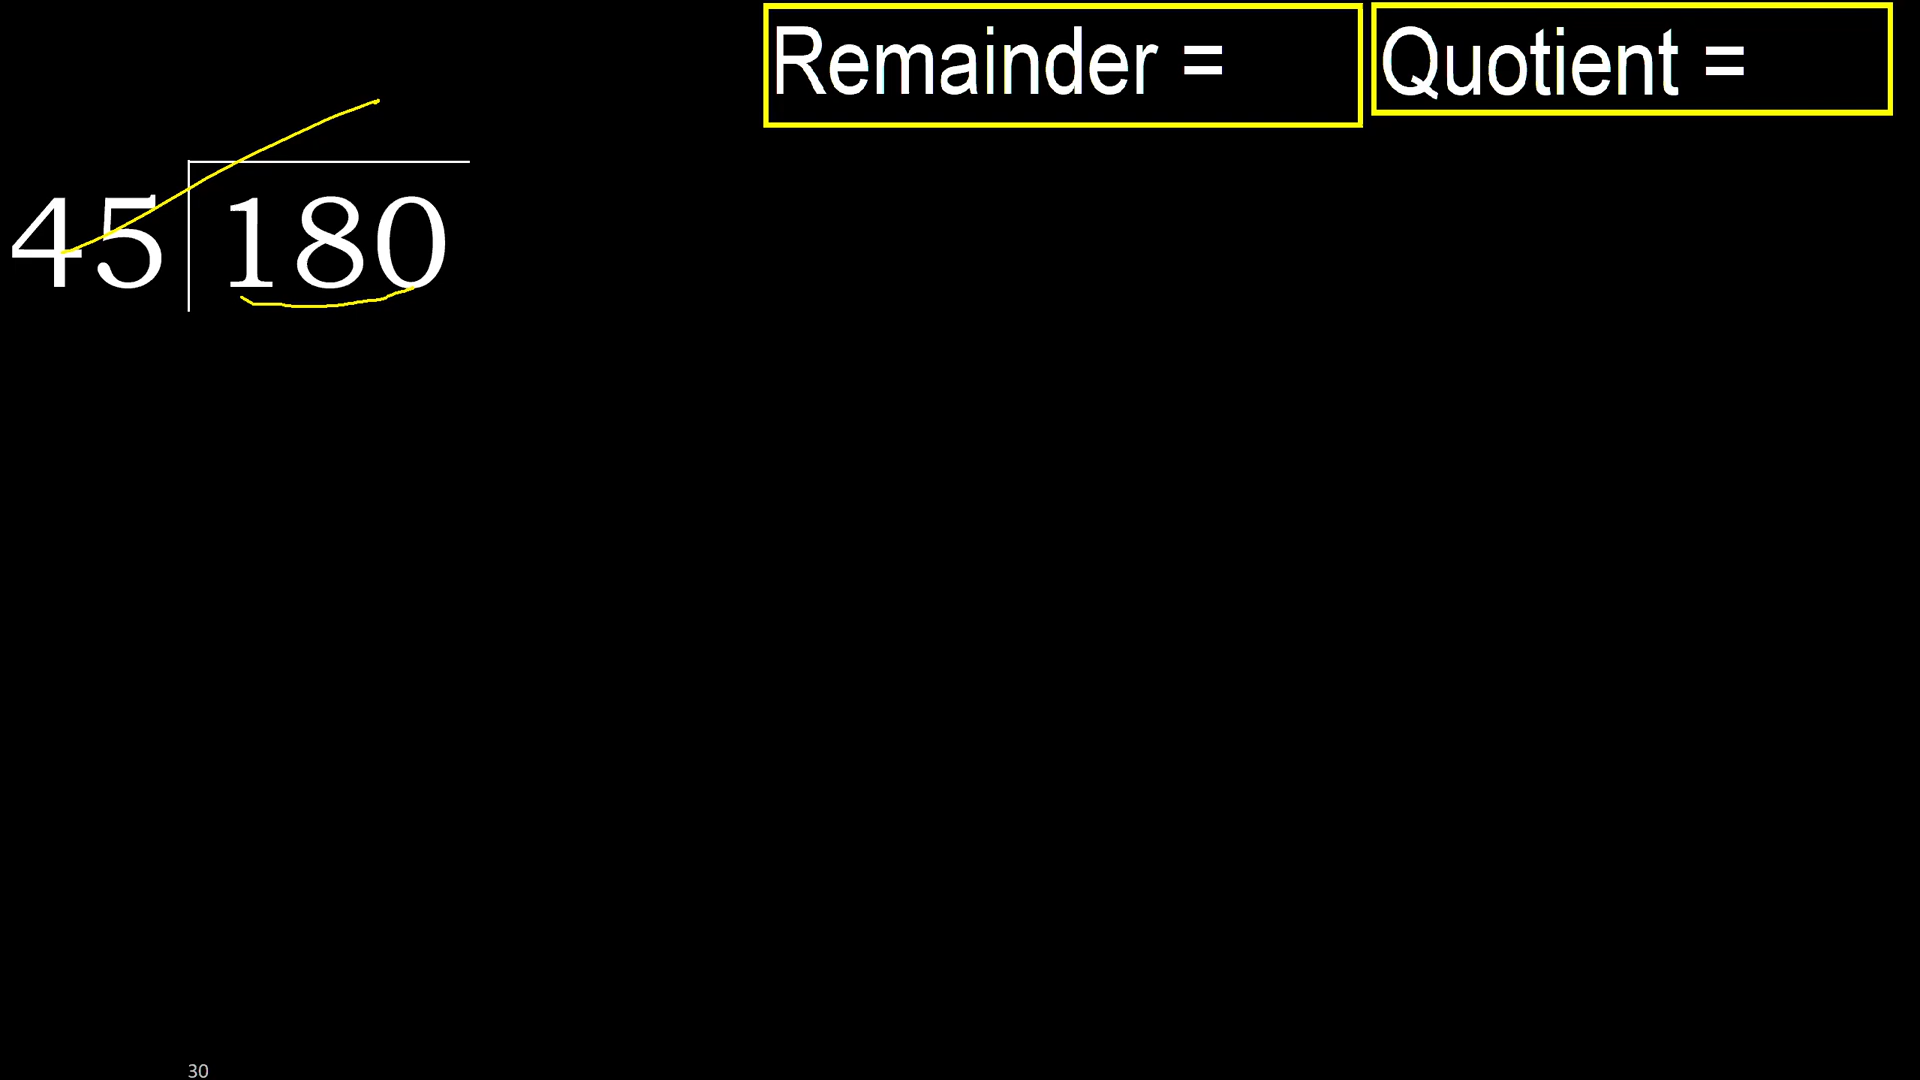 Remainder =
Quotient =
45 180
30